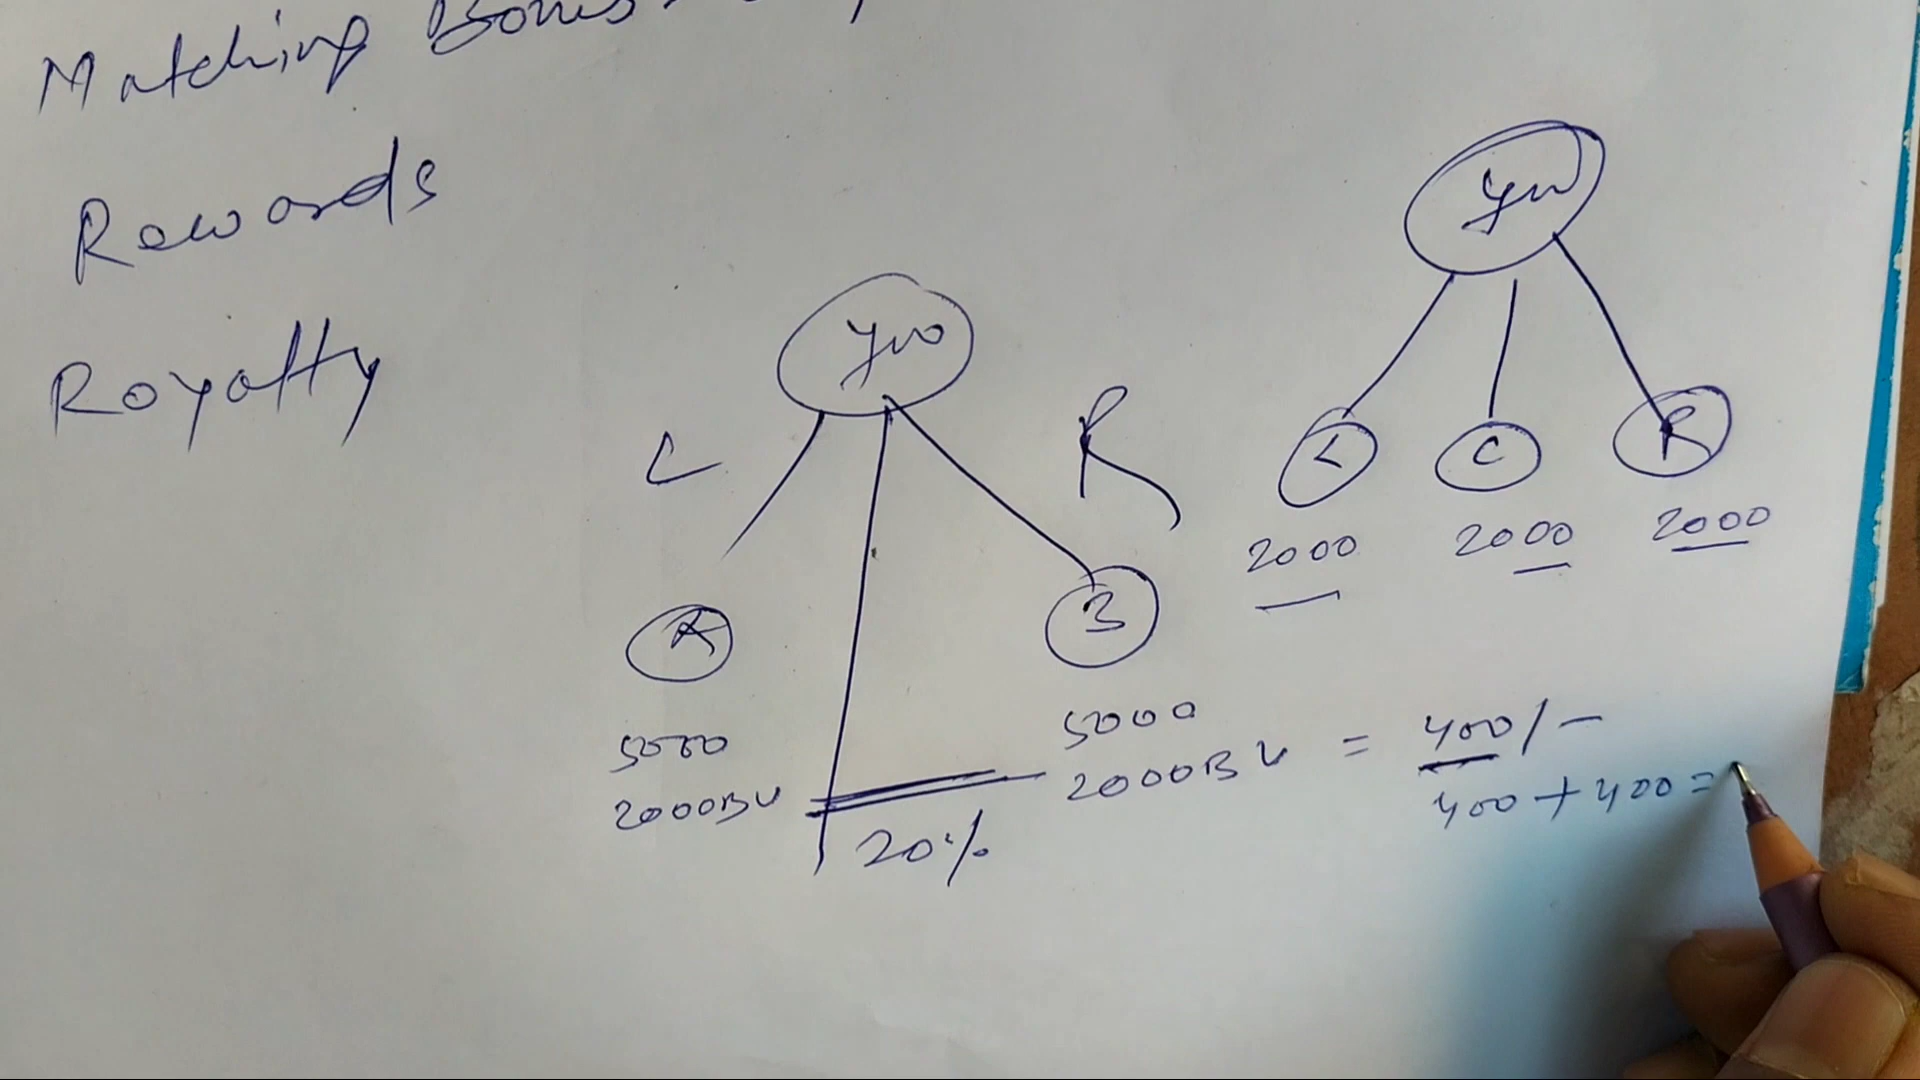 Matching Bonus
Rewards
Royalty
You
L
R
A
B
5000
5000
2000BV
2000BV = 400/-
20%
400 + 400 =
You
L C R
2000 2000 2000